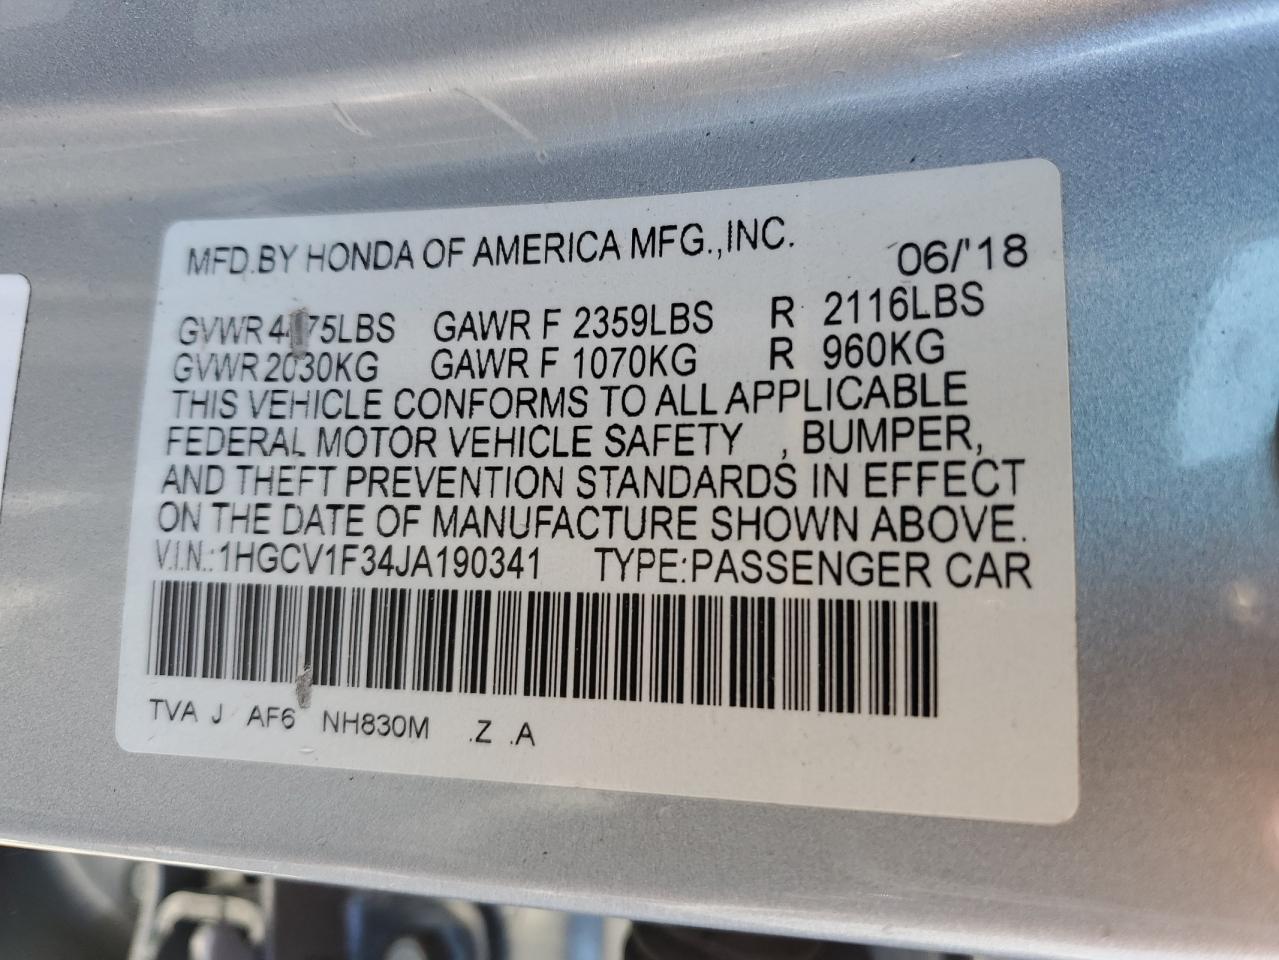 MFD.BY HONDA OF AMERICA MFG.,INC. 06/'18
GVWR GAWR F 2359LBS R 2116LBS
GVWR 2030KG GAWR F 1070KG R 960KG
THIS VEHICLE CONFORMS TO ALL APPLICABLE
FEDERAL MOTOR VEHICLE SAFETY , BUMPER,
AND THEFT PREVENTION STANDARDS IN EFFECT
ON THE DATE OF MANUFACTURE SHOWN ABOVE.
V.I.N.:1HGCV1F34JA190341 TYPE:PASSENGER CAR
TVA J AF6 NH830M .Z .A